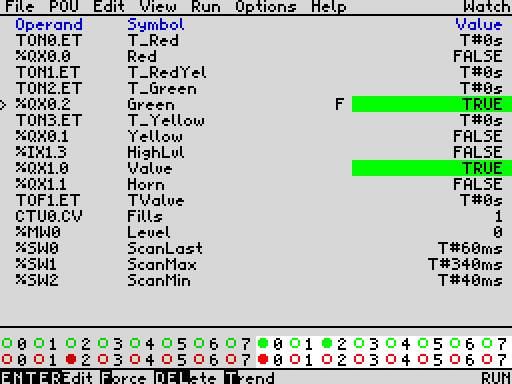 File POU Edit View Run Options Help Watch
Operand Symbol Value
TON0.ET T_Red T#0s
%QX0.0 Red FALSE
TON1.ET T_RedYel T#0s
TON2.ET T_Green T#0s
%QX0.2 Green F TRUE
TON3.ET T_Yellow T#0s
%QX0.1 Yellow FALSE
%IX1.3 HighLvl FALSE
%QX1.0 Valve TRUE
%QX1.1 Horn FALSE
TOF1.ET TValve T#0s
CTU0.CV Fills 1
%MW0 Level 0
%SW0 ScanLast T#60ms
%SW1 ScanMax T#340ms
%SW2 ScanMin T#40ms
0 1 2 3 4 5 6 7 0 1 2 3 4 5 6 7
0 1 2 3 4 5 6 7 0 1 2 3 4 5 6 7
ENTEREdit Force DELete Trend RUN